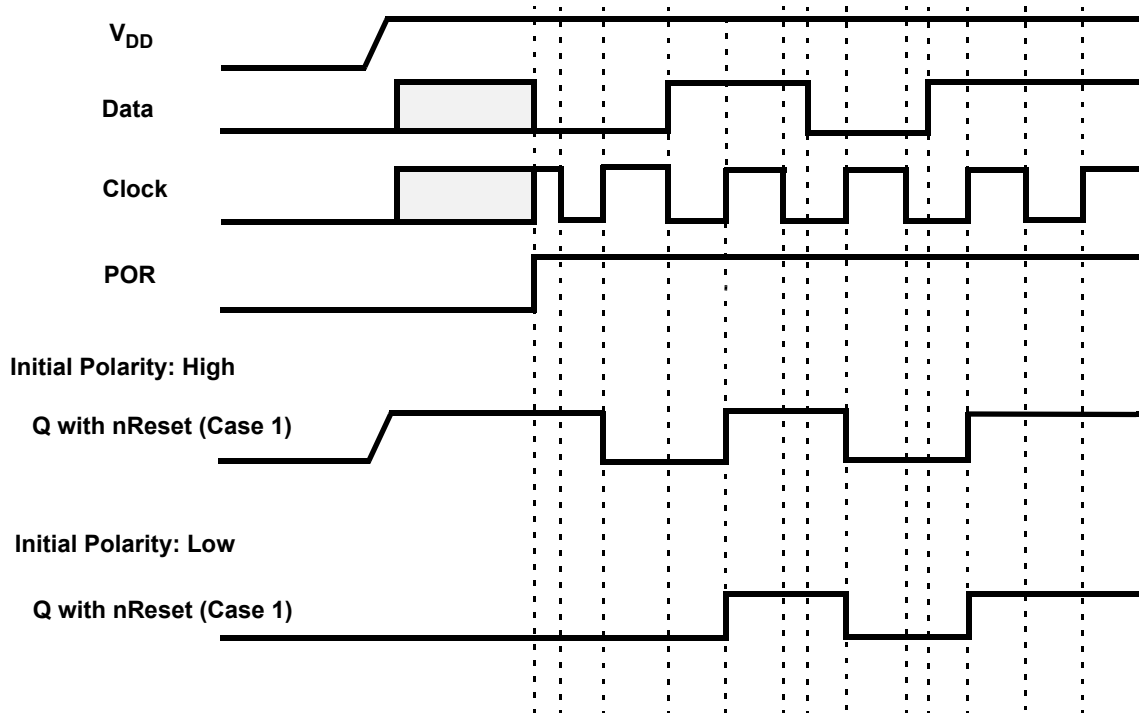 VDD
Data
Clock
POR
Initial Polarity: High
Q with nReset (Case 1)
Initial Polarity: Low
Q with nReset (Case 1)